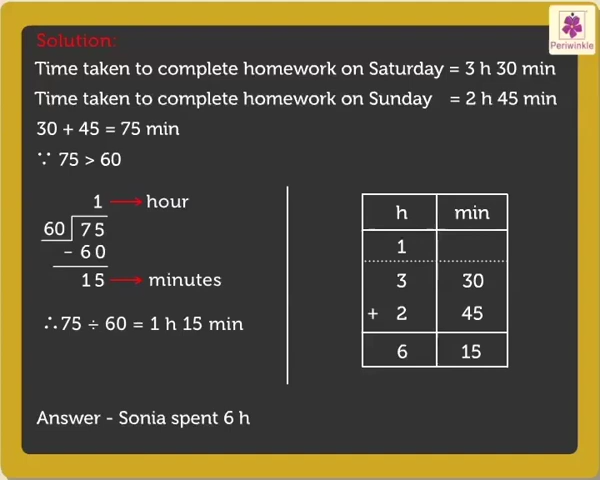 Solution:
Periwinkle
Time taken to complete homework on Saturday = 3 h 30 min
Time taken to complete homework on Sunday = 2 h 45 min
30 + 45 = 75 min
∵ 75 > 60
1 → hour
60 75
- 60
15 → minutes
∴ 75 ÷ 60 = 1 h 15 min
h min
1
3 30
+ 2 45
6 15
Answer - Sonia spent 6 h